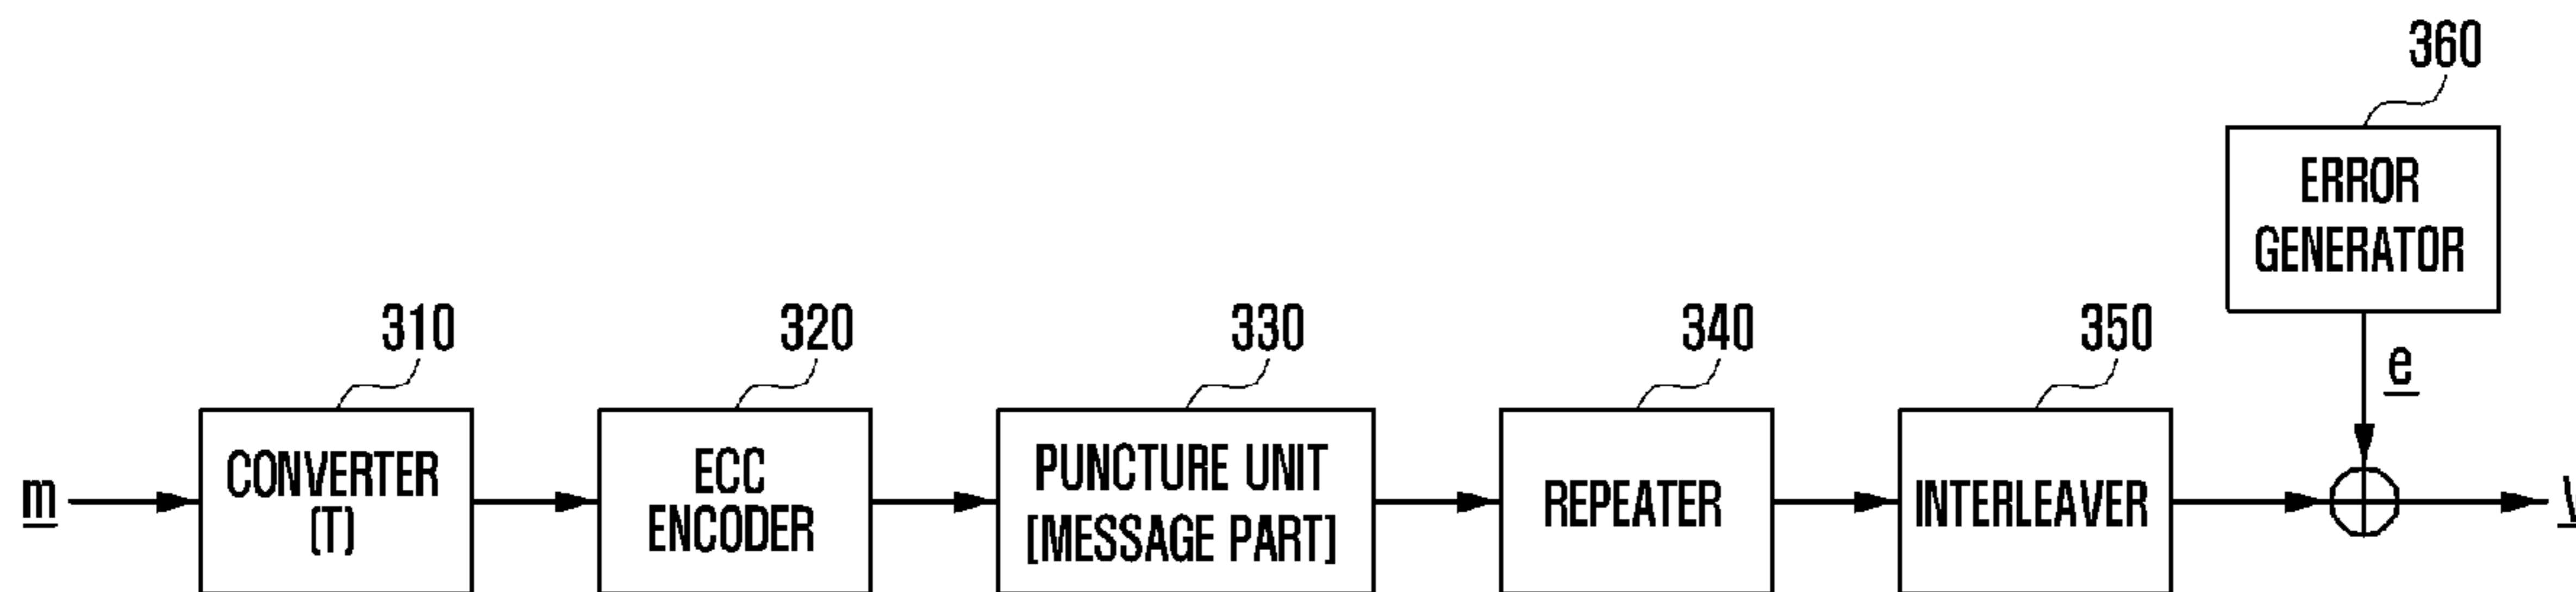 360
ERROR
GENERATOR
310
320
330
340
350
e
m
CONVERTER
(T)
ECC
ENCODER
PUNCTURE UNIT
[MESSAGE PART]
REPEATER
INTERLEAVER